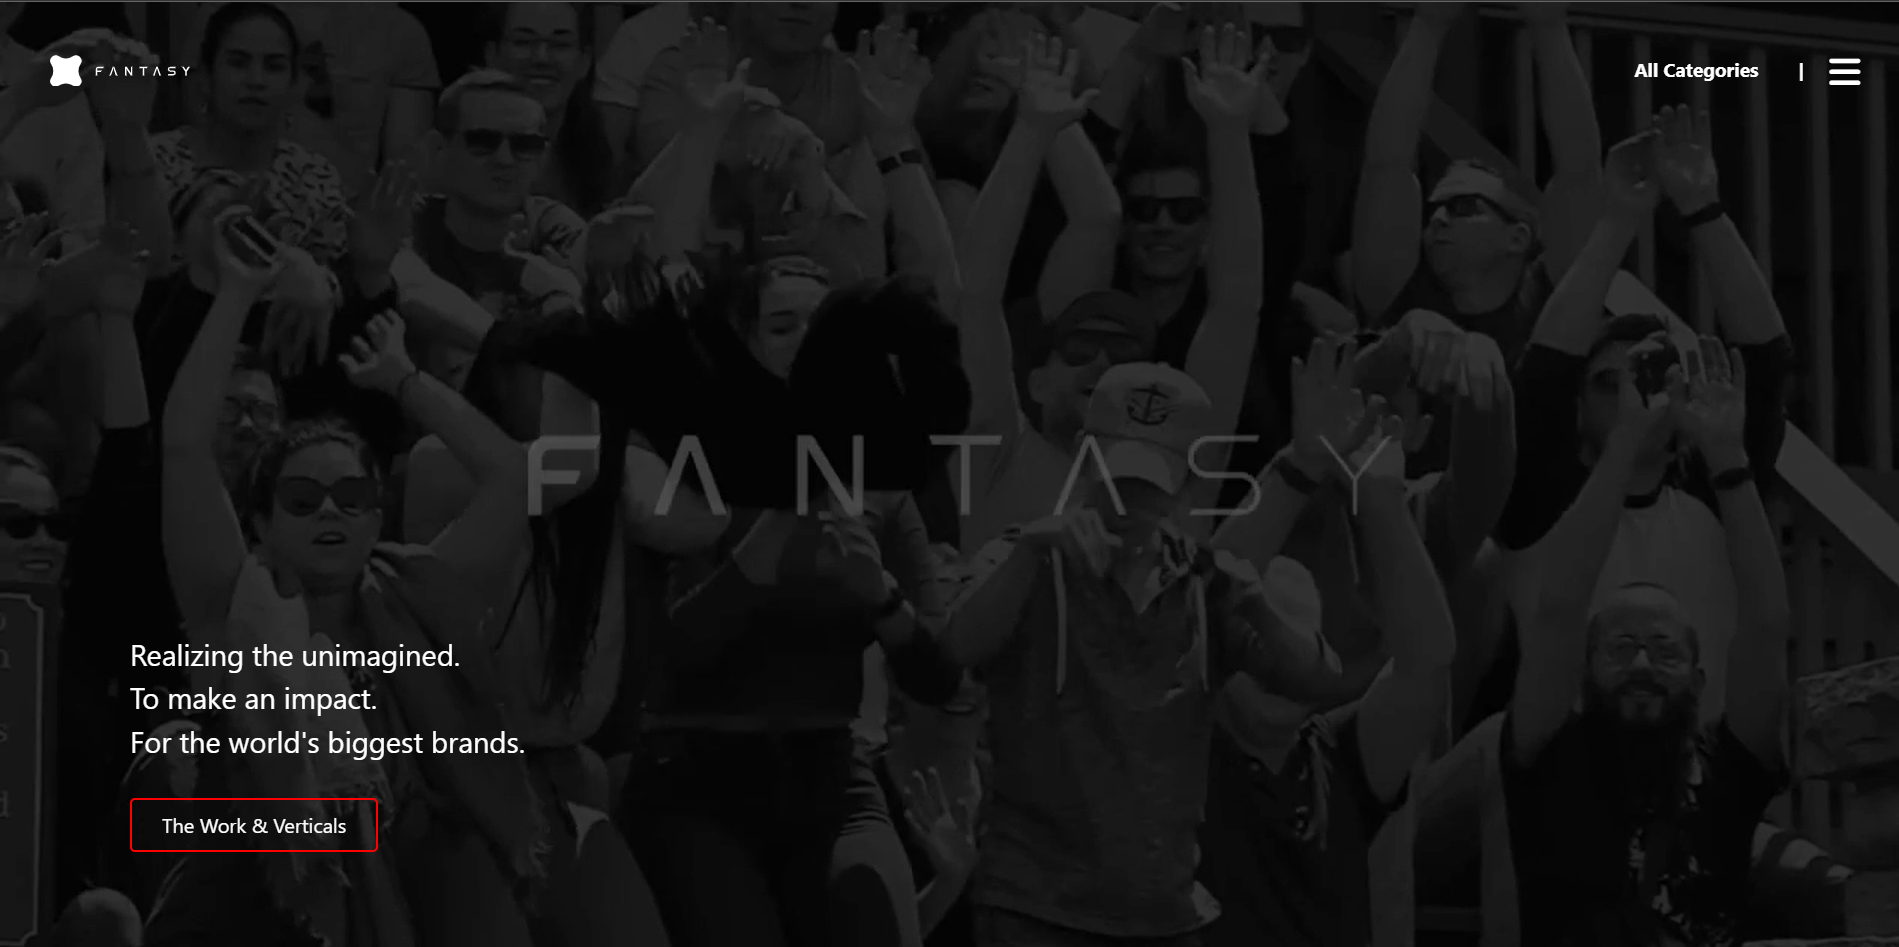 FANTASY
All Categories |
FANTASY
Realizing the unimagined.
To make an impact.
For the world's biggest brands.
The Work & Verticals